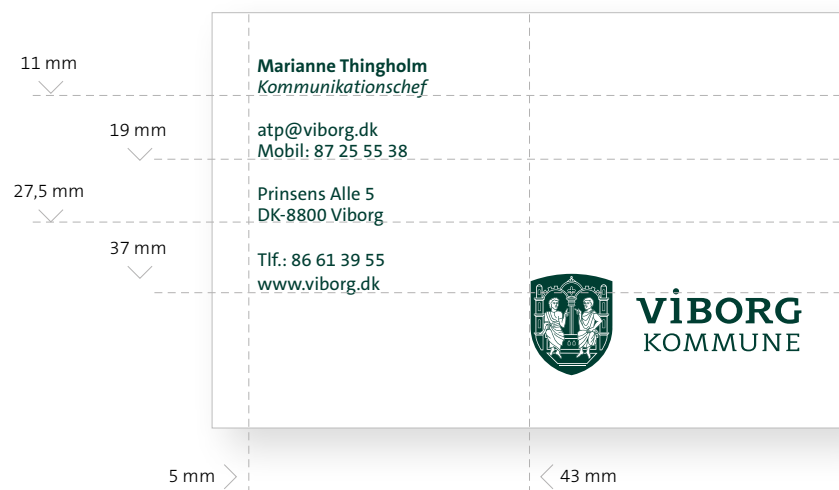 11 mm
Marianne Thingholm
Kommunikationschef
19 mm
atp@viborg.dk
Mobil: 87 25 55 38
27,5 mm
Prinsens Alle 5
DK-8800 Viborg
37 mm
Tlf.: 86 61 39 55
www.viborg.dk
VİBORG
KOMMUNE
5 mm
43 mm